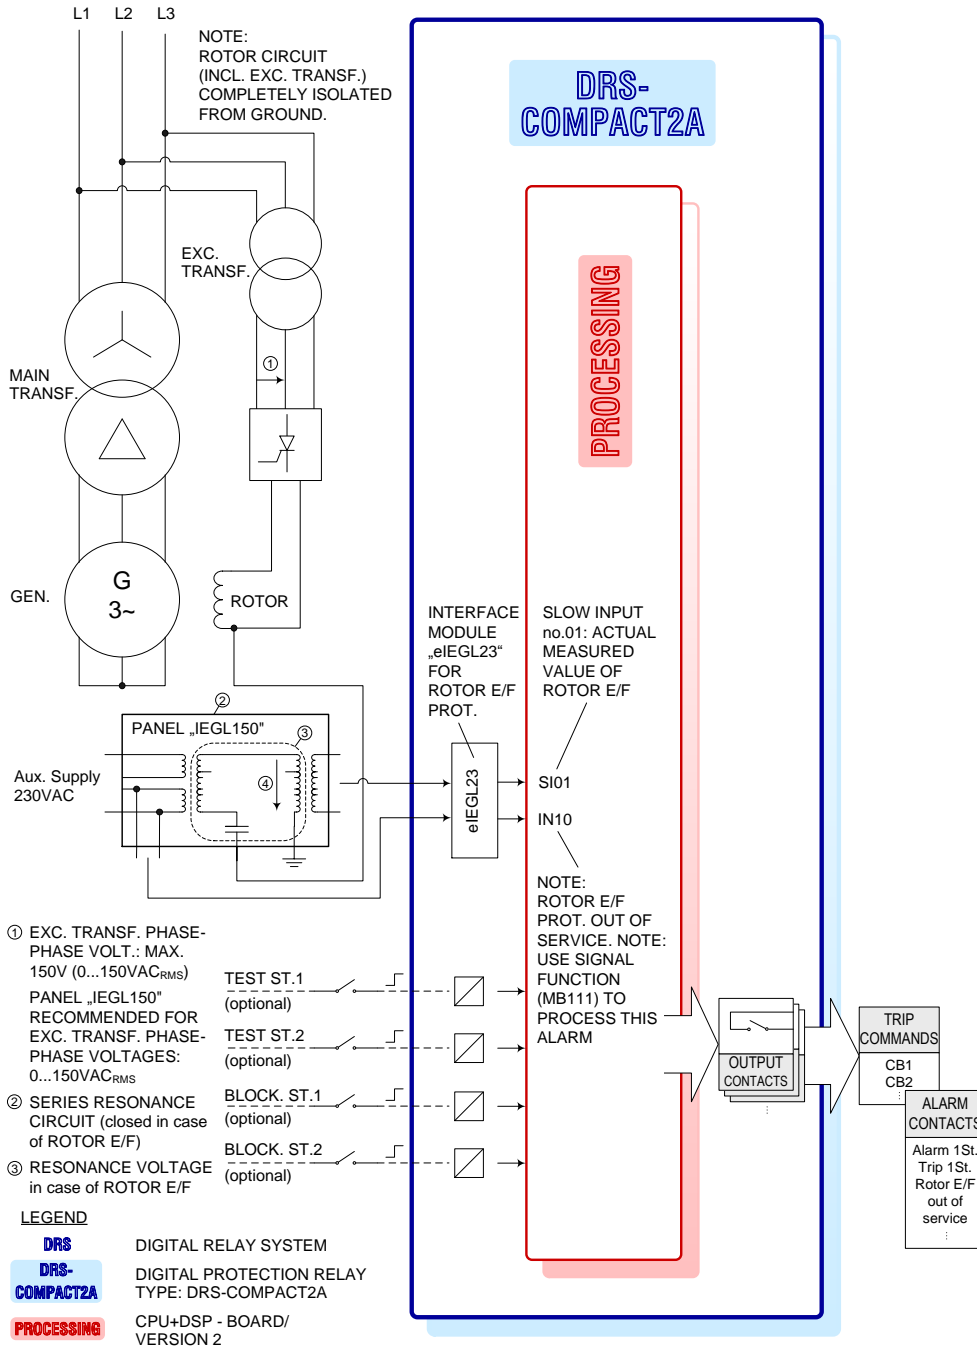 L1 L2 L3
NOTE:
ROTOR CIRCUIT
(INCL. EXC. TRANSF.)
COMPLETELY ISOLATED
FROM GROUND.
DRS-
COMPACT2A
PROCESSING
EXC.
TRANSF.
①
MAIN
TRANSF.
GEN.
G
3~
ROTOR
INTERFACE
MODULE
„eIEGL23“
FOR
ROTOR E/F
PROT.
SLOW INPUT
no.01: ACTUAL
MEASURED
VALUE OF
ROTOR E/F
②
PANEL „IEGL150"
③
④
Aux. Supply
230VAC
eIEGL23
SI01
IN10
NOTE:
ROTOR E/F
PROT. OUT OF
SERVICE. NOTE:
USE SIGNAL
FUNCTION
(MB111) TO
PROCESS THIS
ALARM
① EXC. TRANSF. PHASE-
PHASE VOLT.: MAX.
150V (0...150VACRMS)
PANEL „IEGL150"
RECOMMENDED FOR
EXC. TRANSF. PHASE-
PHASE VOLTAGES:
0...150VACRMS
② SERIES RESONANCE
CIRCUIT (closed in case
of ROTOR E/F)
③ RESONANCE VOLTAGE
in case of ROTOR E/F
TEST ST.1
(optional)
TEST ST.2
(optional)
BLOCK. ST.1
(optional)
BLOCK. ST.2
(optional)
OUTPUT
CONTACTS
TRIP
COMMANDS
CB1
CB2
ALARM
CONTACTS
Alarm 1St.
Trip 1St.
Rotor E/F
out of
service
LEGEND
DRS DIGITAL RELAY SYSTEM
DRS-
COMPACT2A
DIGITAL PROTECTION RELAY
TYPE: DRS-COMPACT2A
PROCESSING
CPU+DSP - BOARD/
VERSION 2